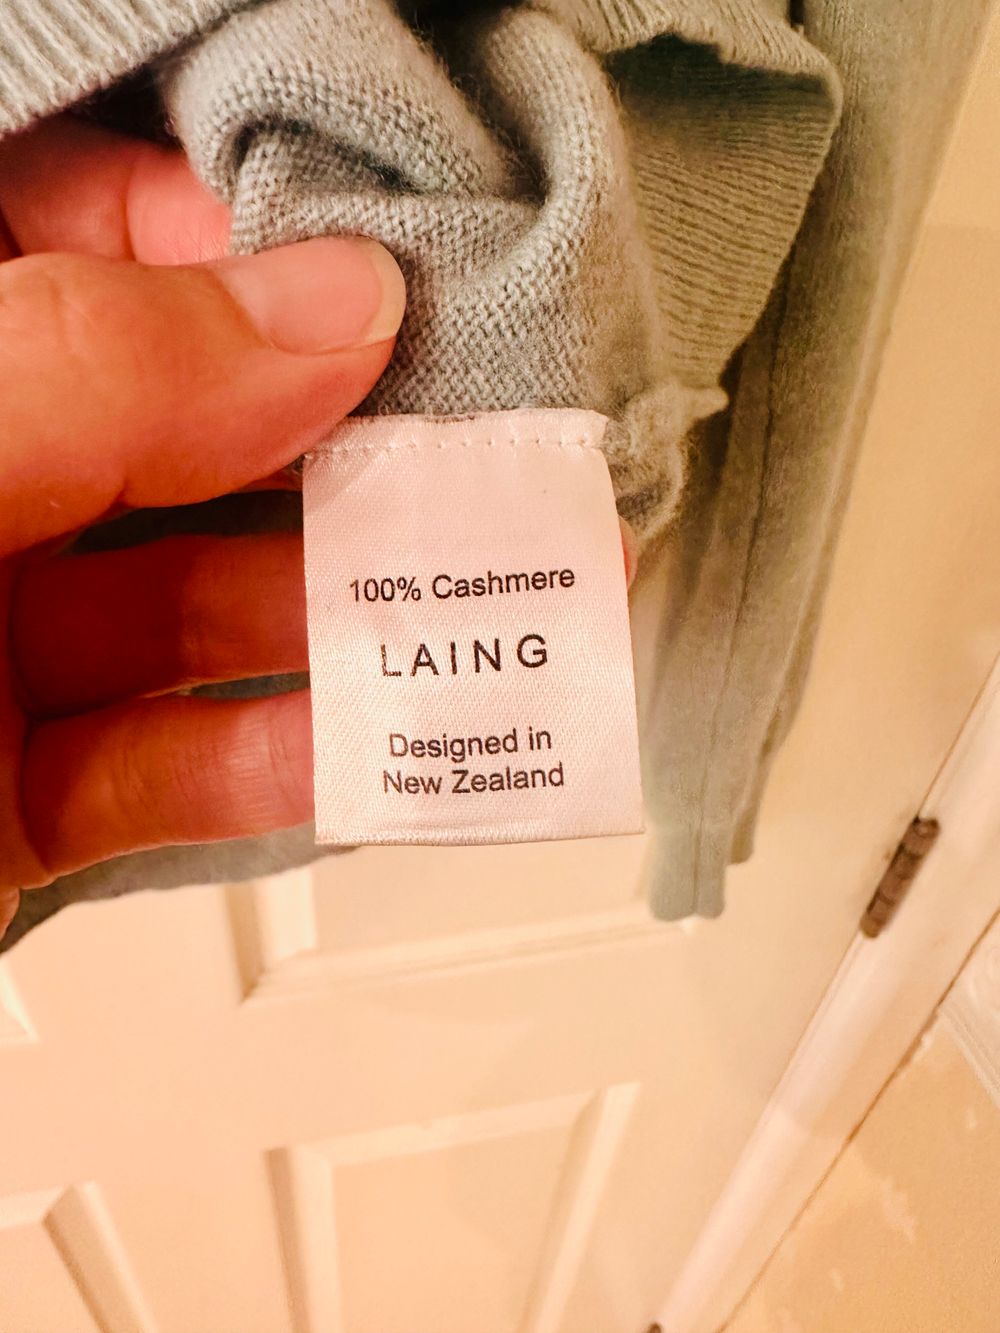 100% Cashmere
LAING
Designed in
New Zealand